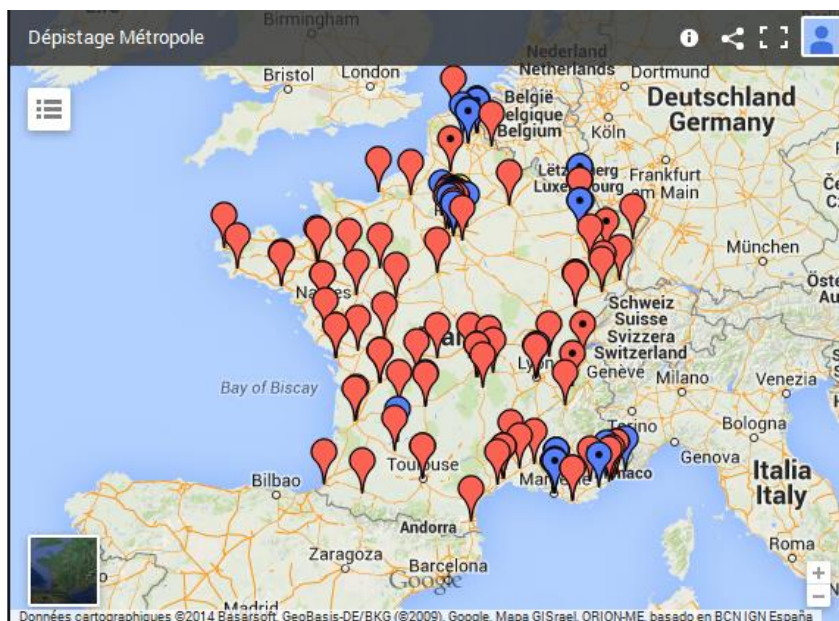 Dépistage Métropole
Birmingham
Bristol
London
Nederland
Netherlands
Dortmund
België
Belgique
Belgium
Köln
Deutschland
Germany
Frankfurt
am Main
Luxembourg
München
Schweiz
Suisse
Svizzera
Switzerland
Genève
Lyon
Bay of Biscay
Milano
Venezia
Torino
Bologna
Genova
Toulouse
Bilbao
Andorra
Italia
Italy
Zaragoza
Barcelona
Google
Roma
Madrid
Données cartographiques ©2014 Basarsoft, GeoBasis-DE/BKG (©2009), Google, Mapa GISrael, ORION-ME, basado en BCN IGN España